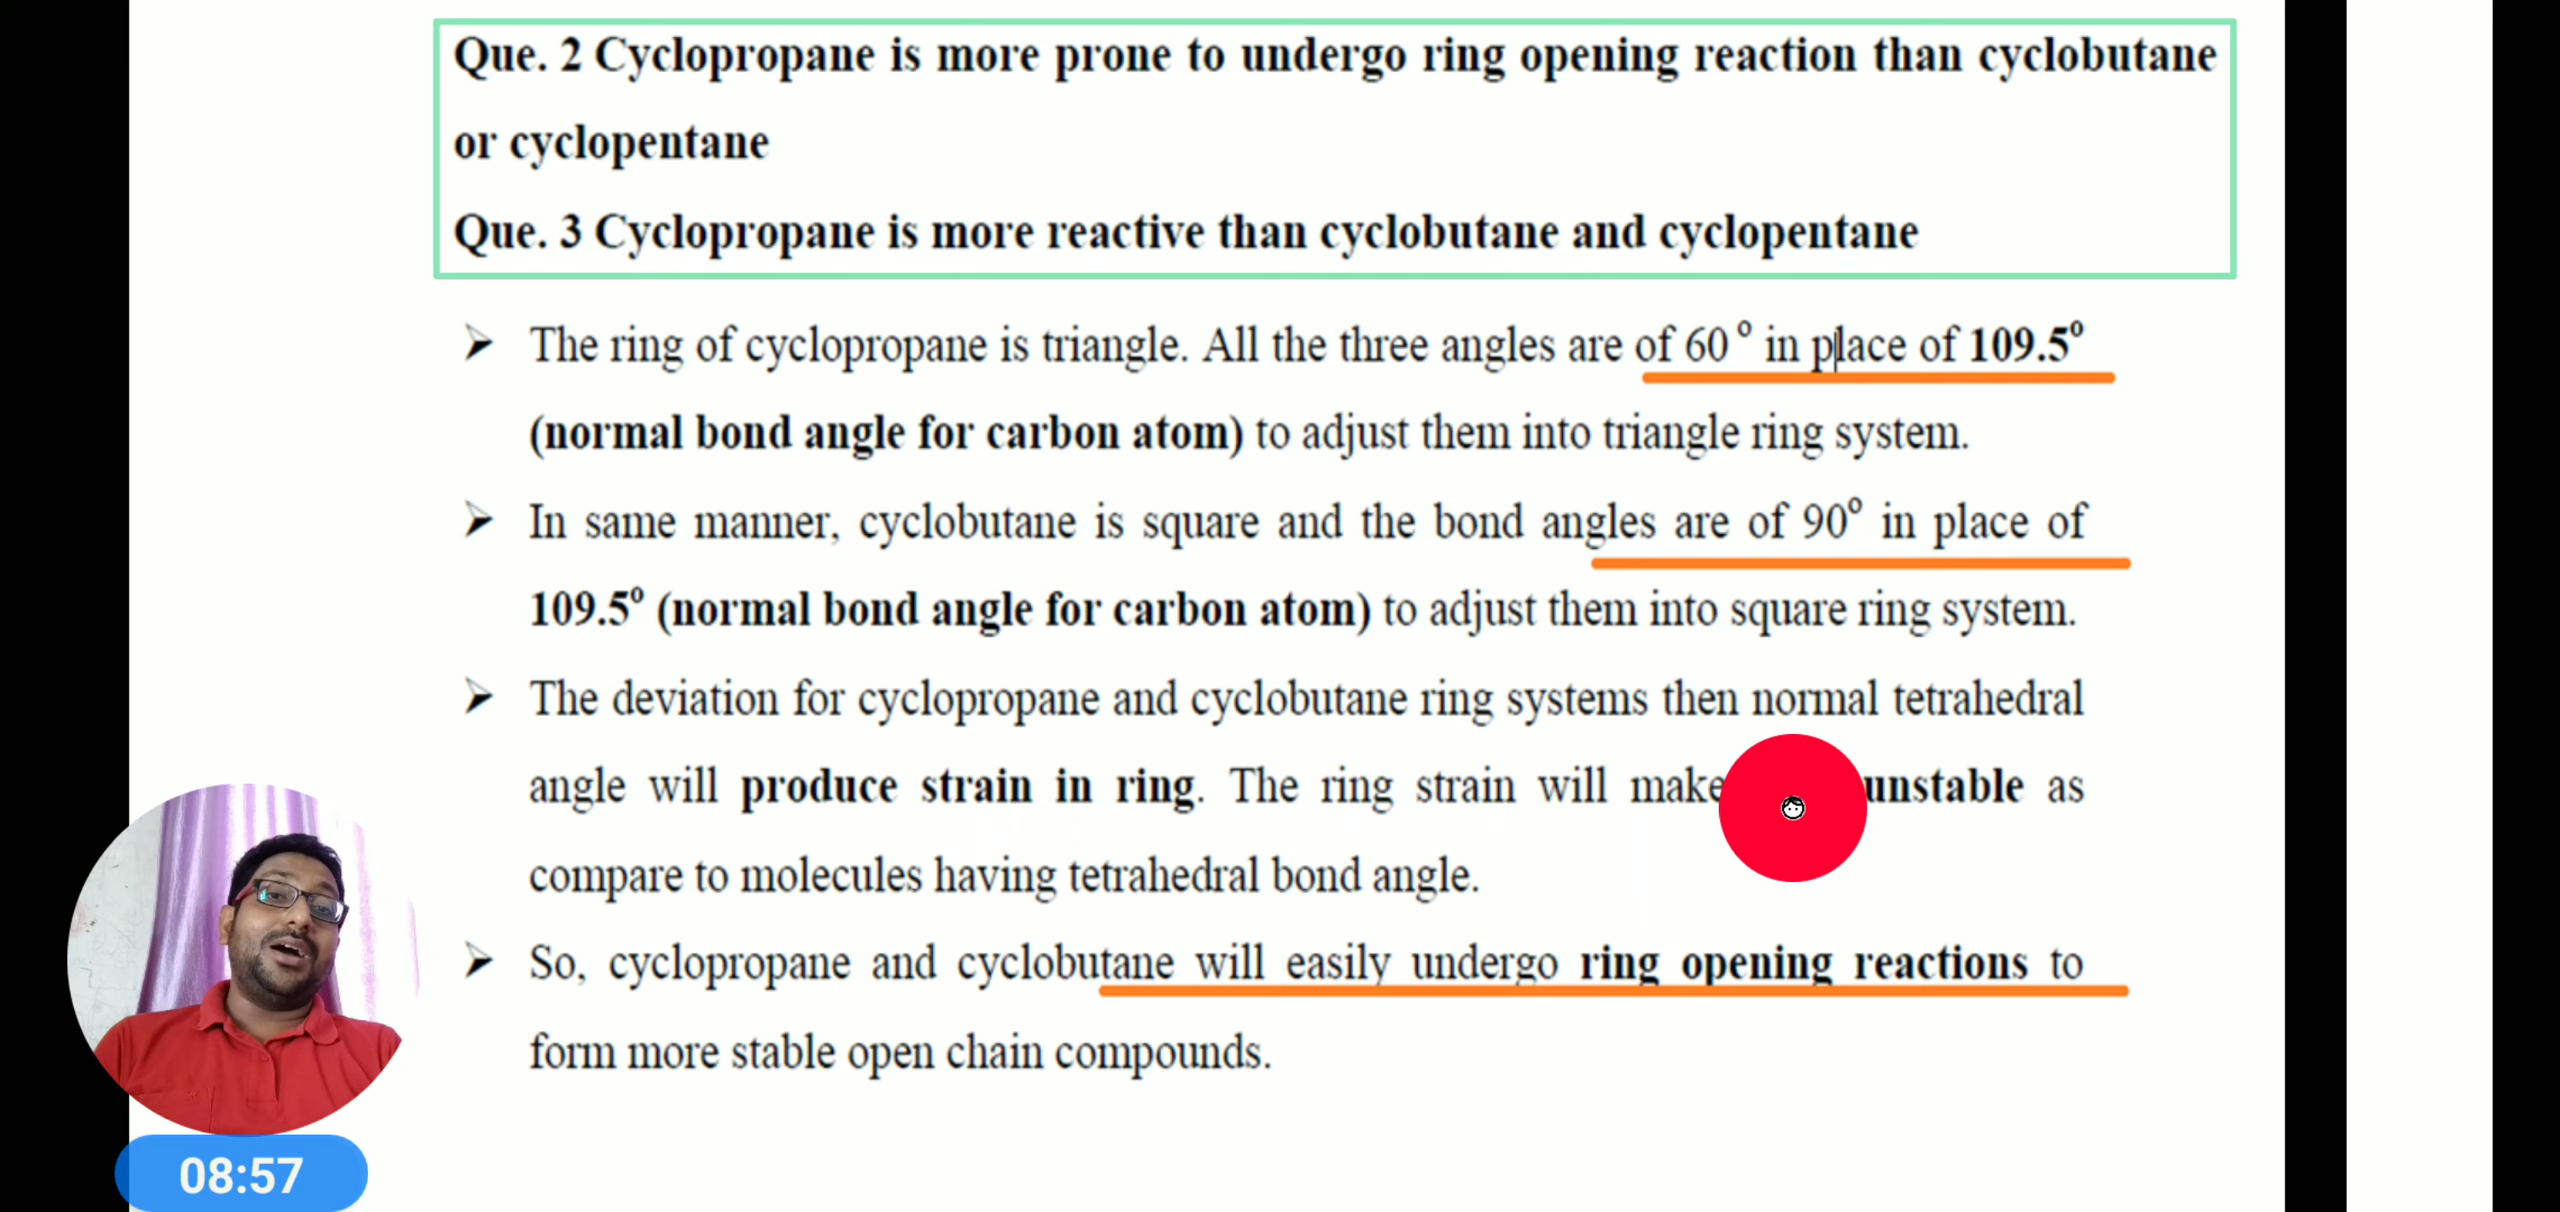 Que. 2 Cyclopropane is more prone to undergo ring opening reaction than cyclobutane
or cyclopentane
Que. 3 Cyclopropane is more reactive than cyclobutane and cyclopentane
➢ The ring of cyclopropane is triangle. All the three angles are of 60° in place of 109.5°
(normal bond angle for carbon atom) to adjust them into triangle ring system.
➢ In same manner, cyclobutane is square and the bond angles are of 90° in place of
109.5° (normal bond angle for carbon atom) to adjust them into square ring system.
➢ The deviation for cyclopropane and cyclobutane ring systems then normal tetrahedral
angle will produce strain in ring. The ring strain will make unstable as
compare to molecules having tetrahedral bond angle.
➢ So, cyclopropane and cyclobutane will easily undergo ring opening reactions to
form more stable open chain compounds.
08:57